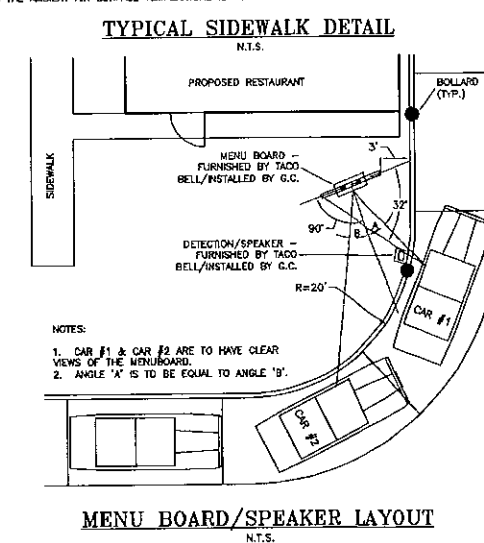 TYPICAL SIDEWALK DETAIL
N.T.S.
PROPOSED RESTAURANT
BOLLARD
(TYP.)
SIDEWALK
MENU BOARD –
FURNISHED BY TACO
BELL/INSTALLED BY G.C.
3'
32'
90°
B
A
DETECTION/SPEAKER –
FURNISHED BY TACO
BELL/INSTALLED BY G.C.
R=20'
CAR #1
NOTES:
1. CAR #1 & CAR #2 ARE TO HAVE CLEAR
VIEWS OF THE MENUBOARD.
2. ANGLE 'A' IS TO BE EQUAL TO ANGLE 'B'.
CAR #2
MENU BOARD/SPEAKER LAYOUT
N.T.S.